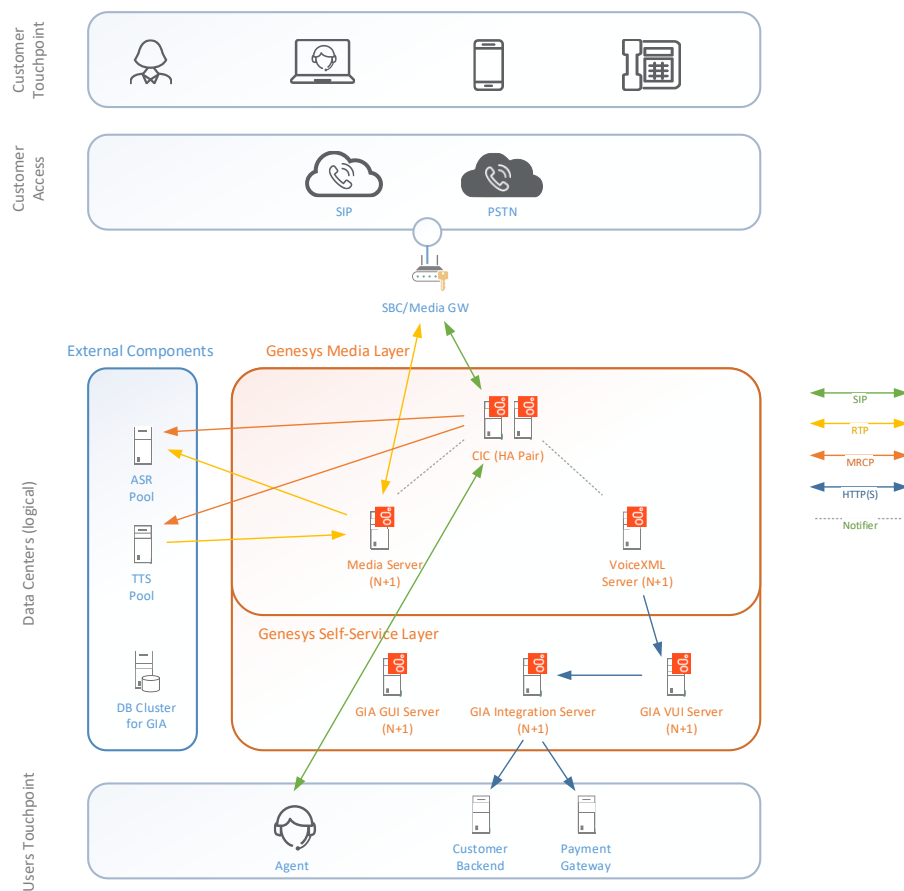 Customer
Touchpoint
Customer
Access
SIP
PSTN
SBC/Media GW
External Components
Genesys Media Layer
SIP
RTP
MRCP
HTTP(S)
Notifier
CIC (HA Pair)
ASR
Pool
Media Server
(N+1)
VoiceXML
Server (N+1)
TTS
Pool
Data Centers (logical)
Genesys Self-Service Layer
DB Cluster
for GIA
GIA GUI Server
(N+1)
GIA Integration Server
(N+1)
GIA VUI Server
(N+1)
Users Touchpoint
Agent
Customer
Backend
Payment
Gateway